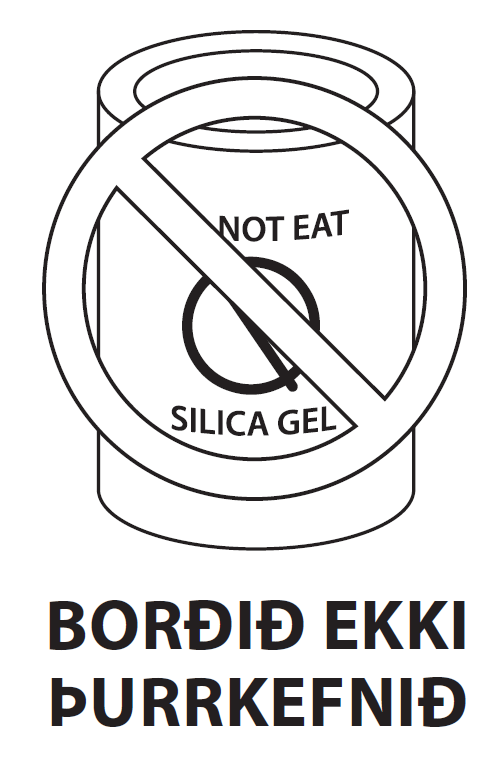 NOT EAT
SILICA GEL
BORÐIÐ EKKI
ÞURRKEFNIÐ